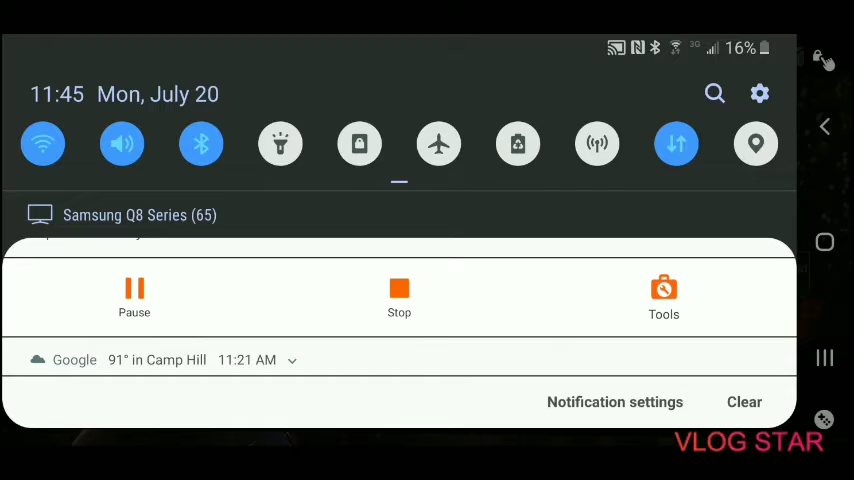 3G 16%
11:45 Mon, July 20
Samsung Q8 Series (65)
Pause Stop Tools
Google 91° in Camp Hill 11:21 AM
Notification settings Clear
VLOG STAR